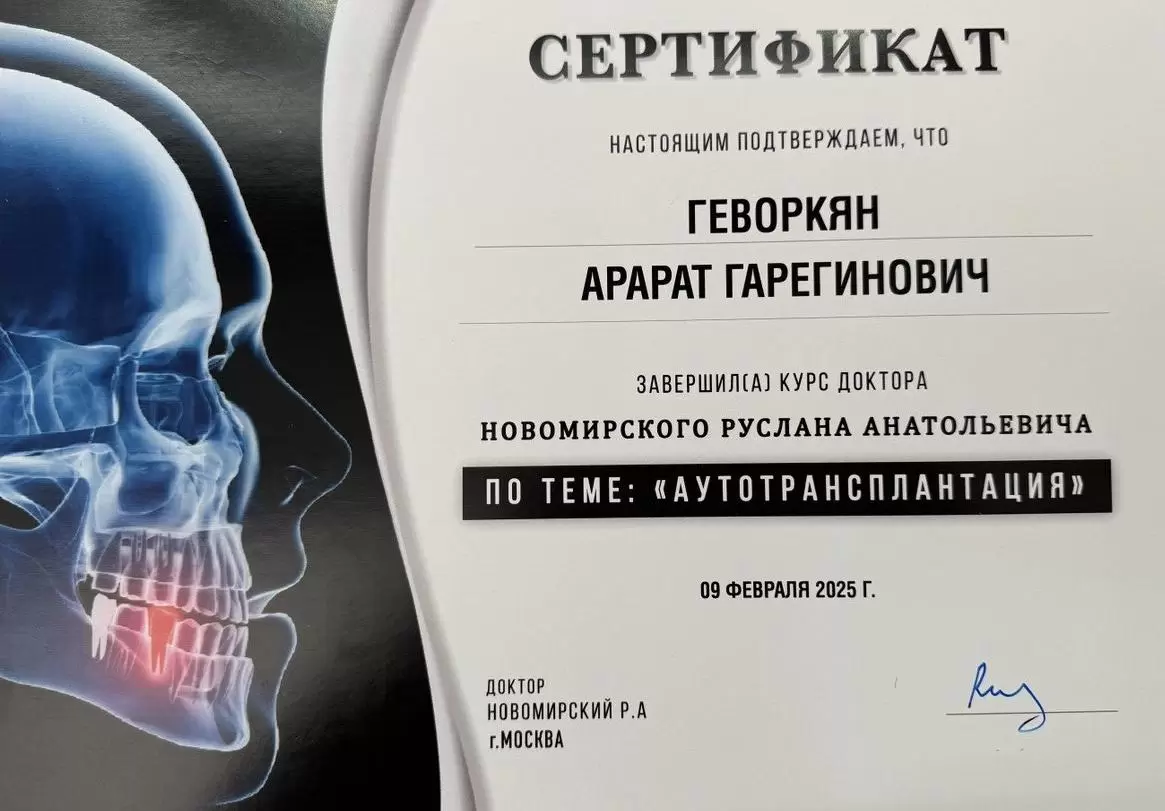 СЕРТИФИКАТ
НАСТОЯЩИМ ПОДТВЕРЖДАЕМ, ЧТО
ГЕВОРКЯН
АРАРАТ ГАРЕГИНОВИЧ
ЗАВЕРШИЛ(А) КУРС ДОКТОРА
НОВОМИРСКОГО РУСЛАНА АНАТОЛЬЕВИЧА
ПО ТЕМЕ: «АУТОТРАНСПЛАНТАЦИЯ»
09 ФЕВРАЛЯ 2025 Г.
ДОКТОР
НОВОМИРСКИЙ Р.А
г.МОСКВА